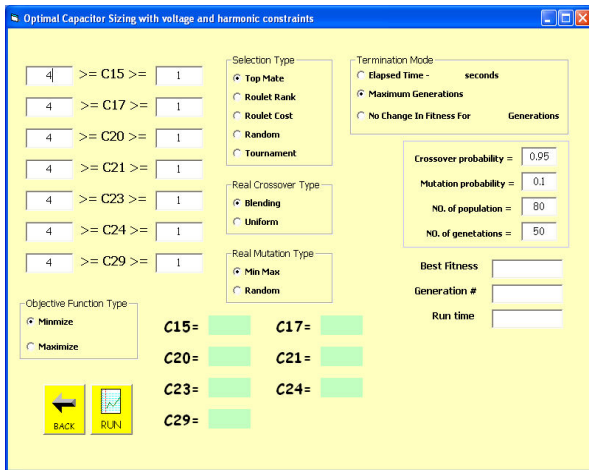 Optimal Capacitor Sizing with voltage and harmonic constraints
4 >= C15 >= 1
4 >= C17 >= 1
4 >= C20 >= 1
4 >= C21 >= 1
4 >= C23 >= 1
4 >= C24 >= 1
4 >= C29 >= 1
Selection Type
Top Mate
Roulet Rank
Roulet Cost
Random
Tournament
Real Crossover Type
Blending
Uniform
Real Mutation Type
Min Max
Random
Termination Mode
Elapsed Time - seconds
Maximum Generations
No Change In Fitness For Generations
Crossover probability = 0.95
Mutation probability = 0.1
NO. of population = 80
NO. of genetations = 50
Best Fitness
Generation #
Run time
Objective Function Type
Minmize
Maximize
C15= C17=
C20= C21=
C23= C24=
C29=
BACK RUN